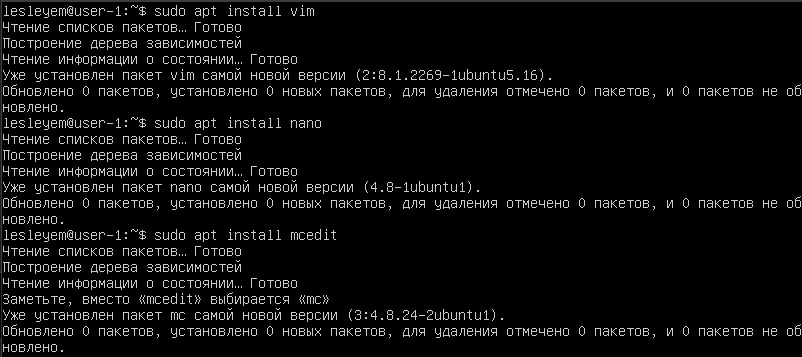 lesleyem@user-1:~$ sudo apt install vim
Чтение списков пакетов… Готово
Построение дерева зависимостей
Чтение информации о состоянии… Готово
Уже установлен пакет vim самой новой версии (2:8.1.2269-1ubuntu5.16).
Обновлено 0 пакетов, установлено 0 новых пакетов, для удаления отмечено 0 пакетов, и 0 пакетов не об
новлено.
lesleyem@user-1:~$ sudo apt install nano
Чтение списков пакетов… Готово
Построение дерева зависимостей
Чтение информации о состоянии… Готово
Уже установлен пакет nano самой новой версии (4.8-1ubuntu1).
Обновлено 0 пакетов, установлено 0 новых пакетов, для удаления отмечено 0 пакетов, и 0 пакетов не об
новлено.
lesleyem@user-1:~$ sudo apt install mcedit
Чтение списков пакетов… Готово
Построение дерева зависимостей
Чтение информации о состоянии… Готово
Заметьте, вместо «mcedit» выбирается «mc»
Уже установлен пакет mc самой новой версии (3:4.8.24-2ubuntu1).
Обновлено 0 пакетов, установлено 0 новых пакетов, для удаления отмечено 0 пакетов, и 0 пакетов не об
новлено.